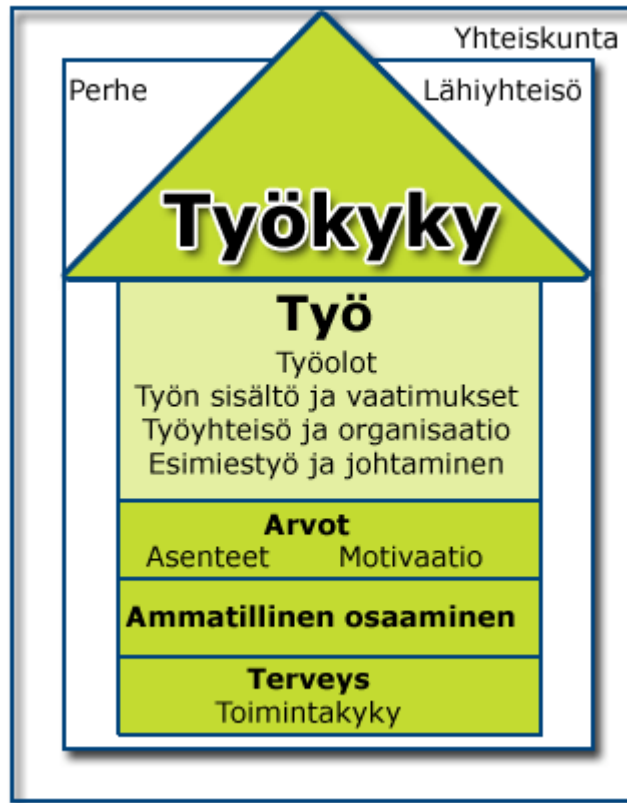 Yhteiskunta
Perhe Lähiyhteisö
Työkyky
Työ
Työolot
Työn sisältö ja vaatimukset
Työyhteisö ja organisaatio
Esimiestyö ja johtaminen
Arvot
Asenteet Motivaatio
Ammatillinen osaaminen
Terveys
Toimintakyky